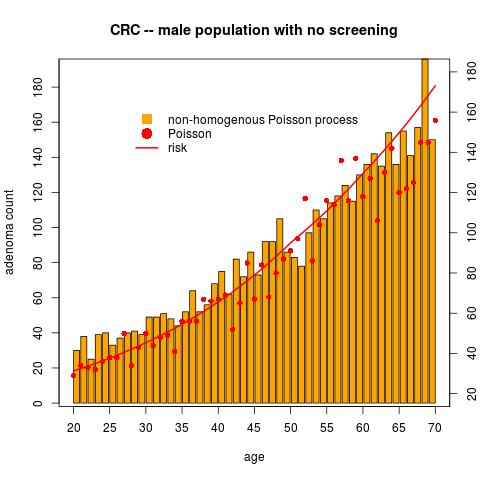 CRC -- male population with no screening
non-homogenous Poisson process
Poisson
risk
adenoma count
0 20 40 60 80 100 120 140 160 180
20 40 60 80 100 120 140 160 180
20 25 30 35 40 45 50 55 60 65 70
age